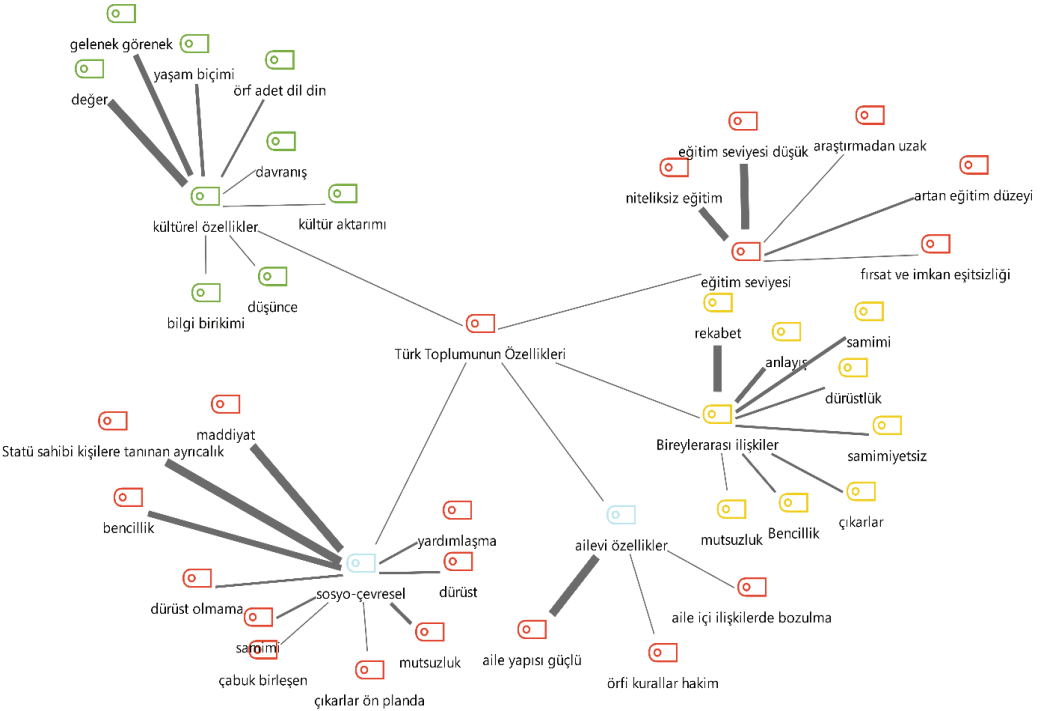 gelenek görenek
yaşam biçimi
değer
örf adet dil din
davranış
kültür aktarımı
kültürel özellikler
düşünce
bilgi birikimi
eğitim seviyesi düşük
araştırmadan uzak
niteliksiz eğitim
artan eğitim düzeyi
fırsat ve imkan eşitsizliği
eğitim seviyesi
Türk Toplumunun Özellikleri
rekabet
anlayış
samimi
dürüstlük
Bireylerarası ilişkiler
samimiyetsiz
çıkarlar
Bencillik
mutsuzluk
maddiyat
Statü sahibi kişilere tanınan ayrıcalık
bencillik
yardımlaşma
dürüst
sosyo-çevresel
dürüst olmama
samimi
çabuk birleşen
mutsuzluk
çıkarlar ön planda
ailevi özellikler
aile içi ilişkilerde bozulma
aile yapısı güçlü
örfi kurallar hakim